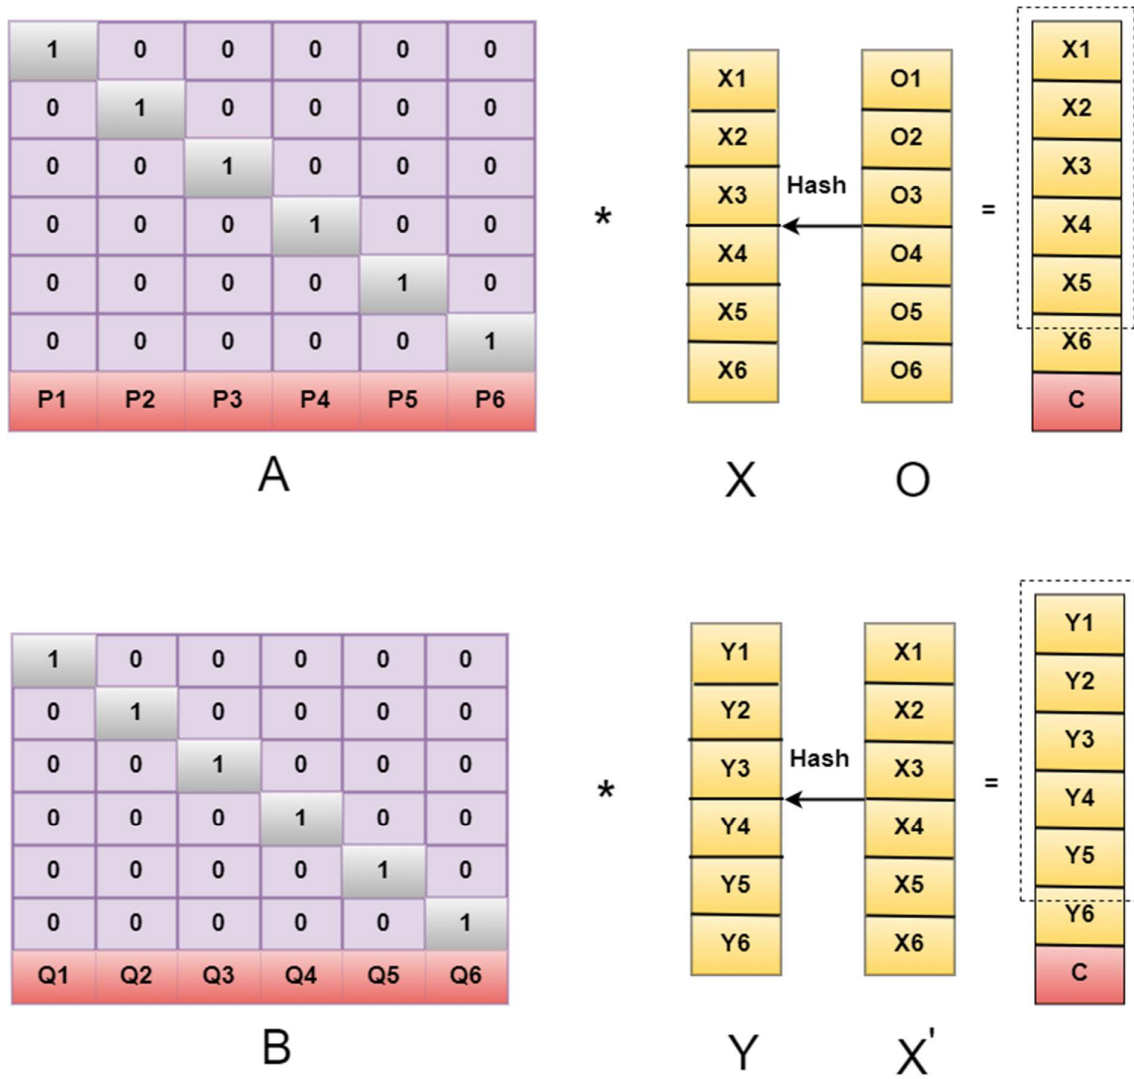 1 0 0 0 0 0
0 1 0 0 0 0
0 0 1 0 0 0
0 0 0 1 0 0
0 0 0 0 1 0
0 0 0 0 0 1
P1 P2 P3 P4 P5 P6
A
*
X1
X2
X3
X4
X5
X6
X
Hash
O1
O2
O3
O4
O5
O6
O
=
X1
X2
X3
X4
X5
X6
C
1 0 0 0 0 0
0 1 0 0 0 0
0 0 1 0 0 0
0 0 0 1 0 0
0 0 0 0 1 0
0 0 0 0 0 1
Q1 Q2 Q3 Q4 Q5 Q6
B
*
Y1
Y2
Y3
Y4
Y5
Y6
Y
Hash
X1
X2
X3
X4
X5
X6
X'
=
Y1
Y2
Y3
Y4
Y5
Y6
C